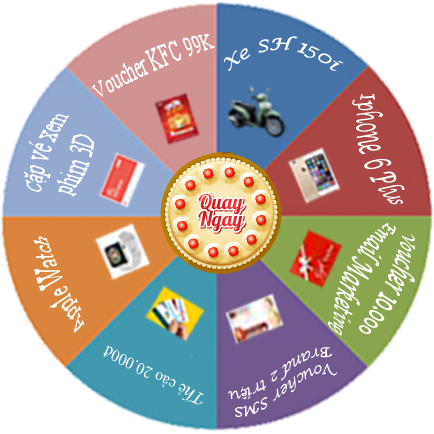 Voucher KFC 99K
Xe SH 150i
Iphone 6 Plus
Voucher 10.000
Email Marketing
Voucher SMS
Brand 2 triệu
Thẻ cào 20.000đ
Apple Watch
Cặp vé xem
phim 3D
Quay
Ngay